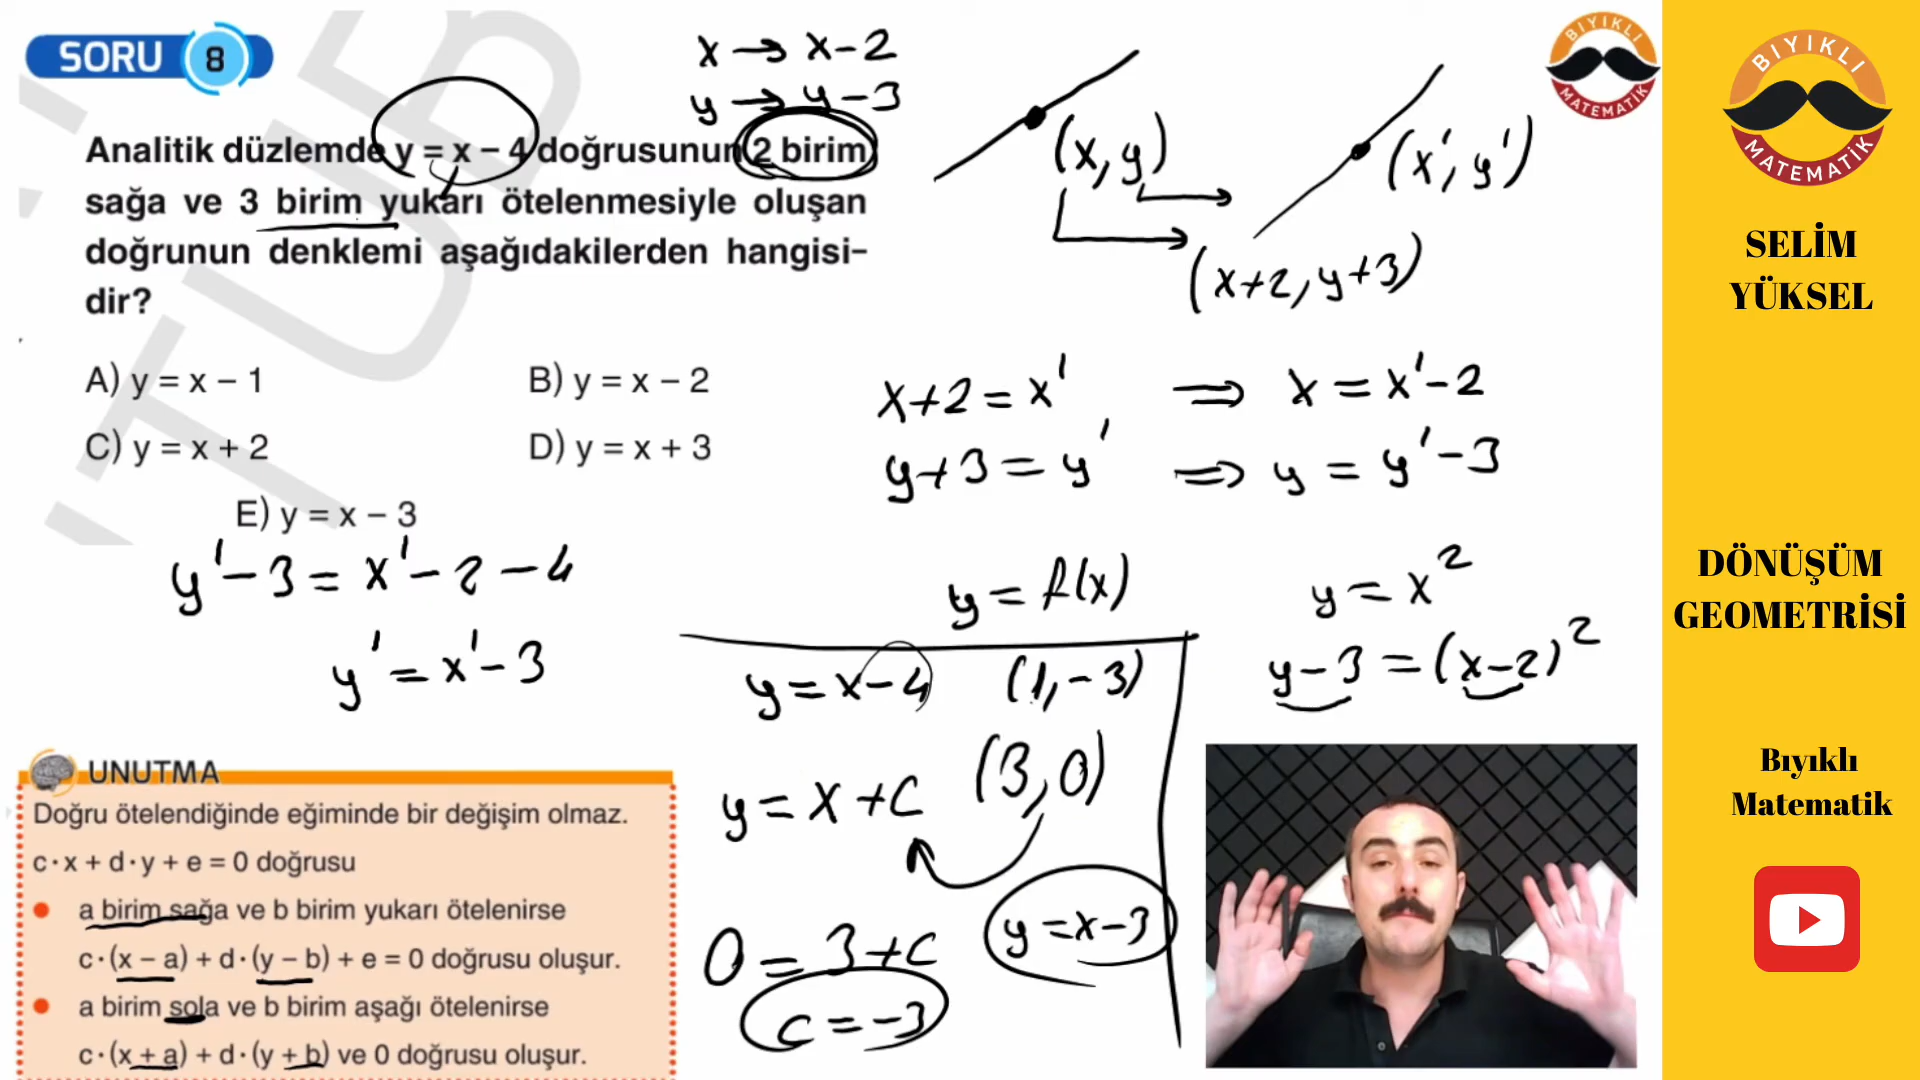 SORU 8
Analitik düzlemde y = x – 4 doğrusunun 2 birim
sağa ve 3 birim yukarı ötelenmesiyle oluşan
doğrunun denklemi aşağıdakilerden hangisi-
dir?
A) y = x – 1
B) y = x – 2
C) y = x + 2
D) y = x + 3
E) y = x – 3
x → x-2
y → y-3
(x, y)
(x', y')
(x+2, y+3)
x+2 = x' ⇒ x = x'-2
y+3 = y' ⇒ y = y'-3
y'-3 = x'-2-4
y' = x'-3
y = f(x)
y = x-4 (1, -3)
y = x+c (3, 0)
0 = 3+c
c = -3
y = x-3
y = x²
y-3 = (x-2)²
UNUTMA
Doğru ötelendiğinde eğiminde bir değişim olmaz.
c · x + d · y + e = 0 doğrusu
a birim sağa ve b birim yukarı ötelenirse
c · (x – a) + d · (y – b) + e = 0 doğrusu oluşur.
a birim sola ve b birim aşağı ötelenirse
c · (x + a) + d · (y + b) ve 0 doğrusu oluşur.
BIYIKLI
MATEMATİK
BIYIKLI
MATEMATİK
SELİM
YÜKSEL
DÖNÜŞÜM
GEOMETRİSİ
Bıyıklı
Matematik